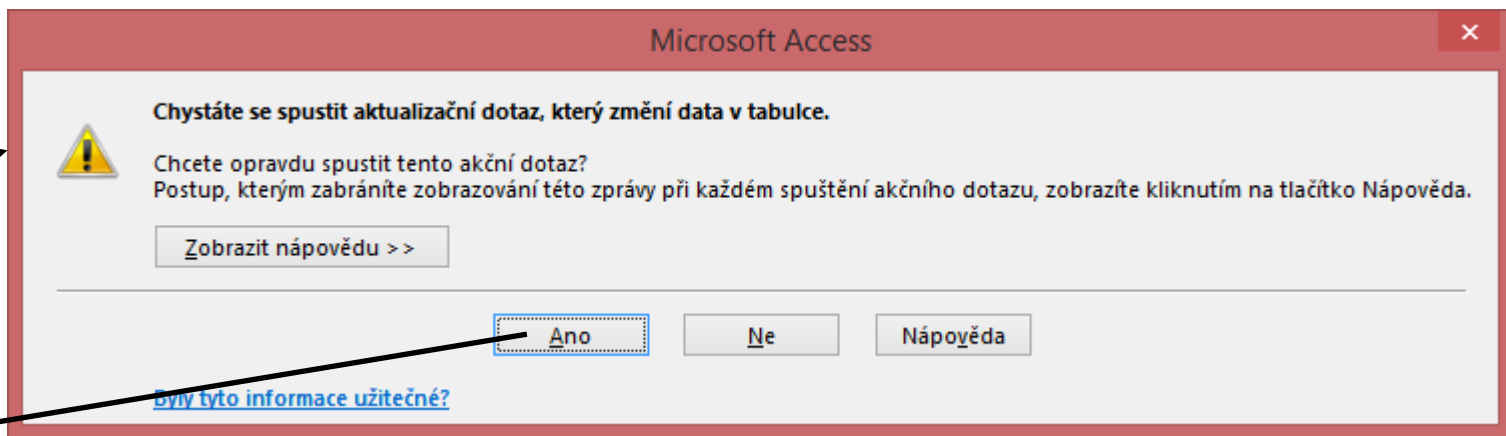 Microsoft Access
Chystáte se spustit aktualizační dotaz, který změní data v tabulce.
Chcete opravdu spustit tento akční dotaz?
Postup, kterým zabráníte zobrazování této zprávy při každém spuštění akčního dotazu, zobrazíte kliknutím na tlačítko Nápověda.
Zobrazit nápovědu >>
Ano Ne Nápověda
Byly tyto informace užitečné?